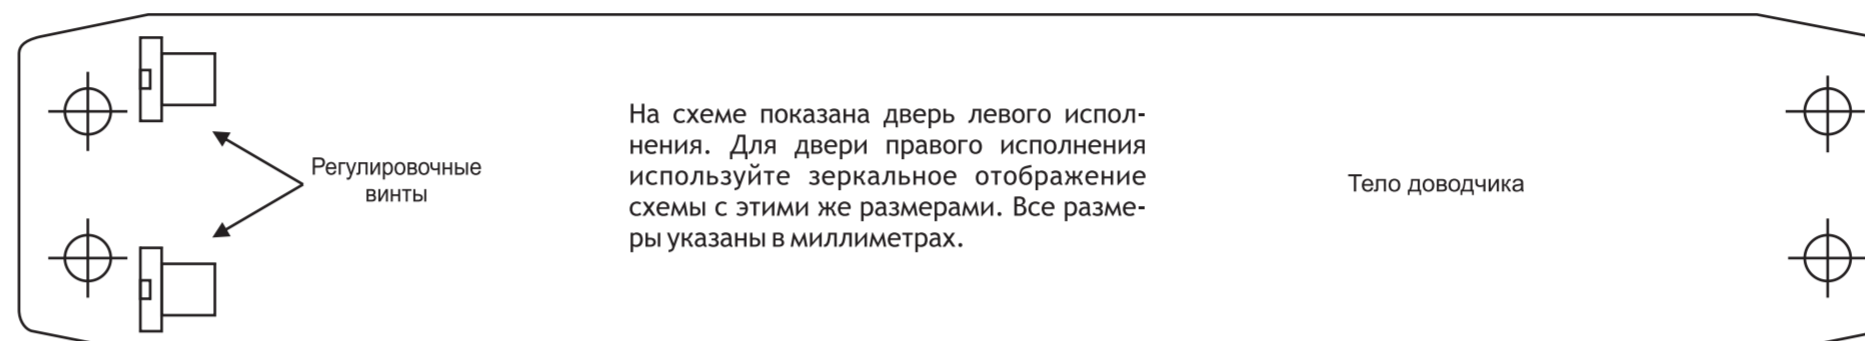 Регулировочные
винты
На схеме показана дверь левого испол-
нения. Для двери правого исполнения
используйте зеркальное отображение
схемы с этими же размерами. Все разме-
ры указаны в миллиметрах.
Тело доводчика